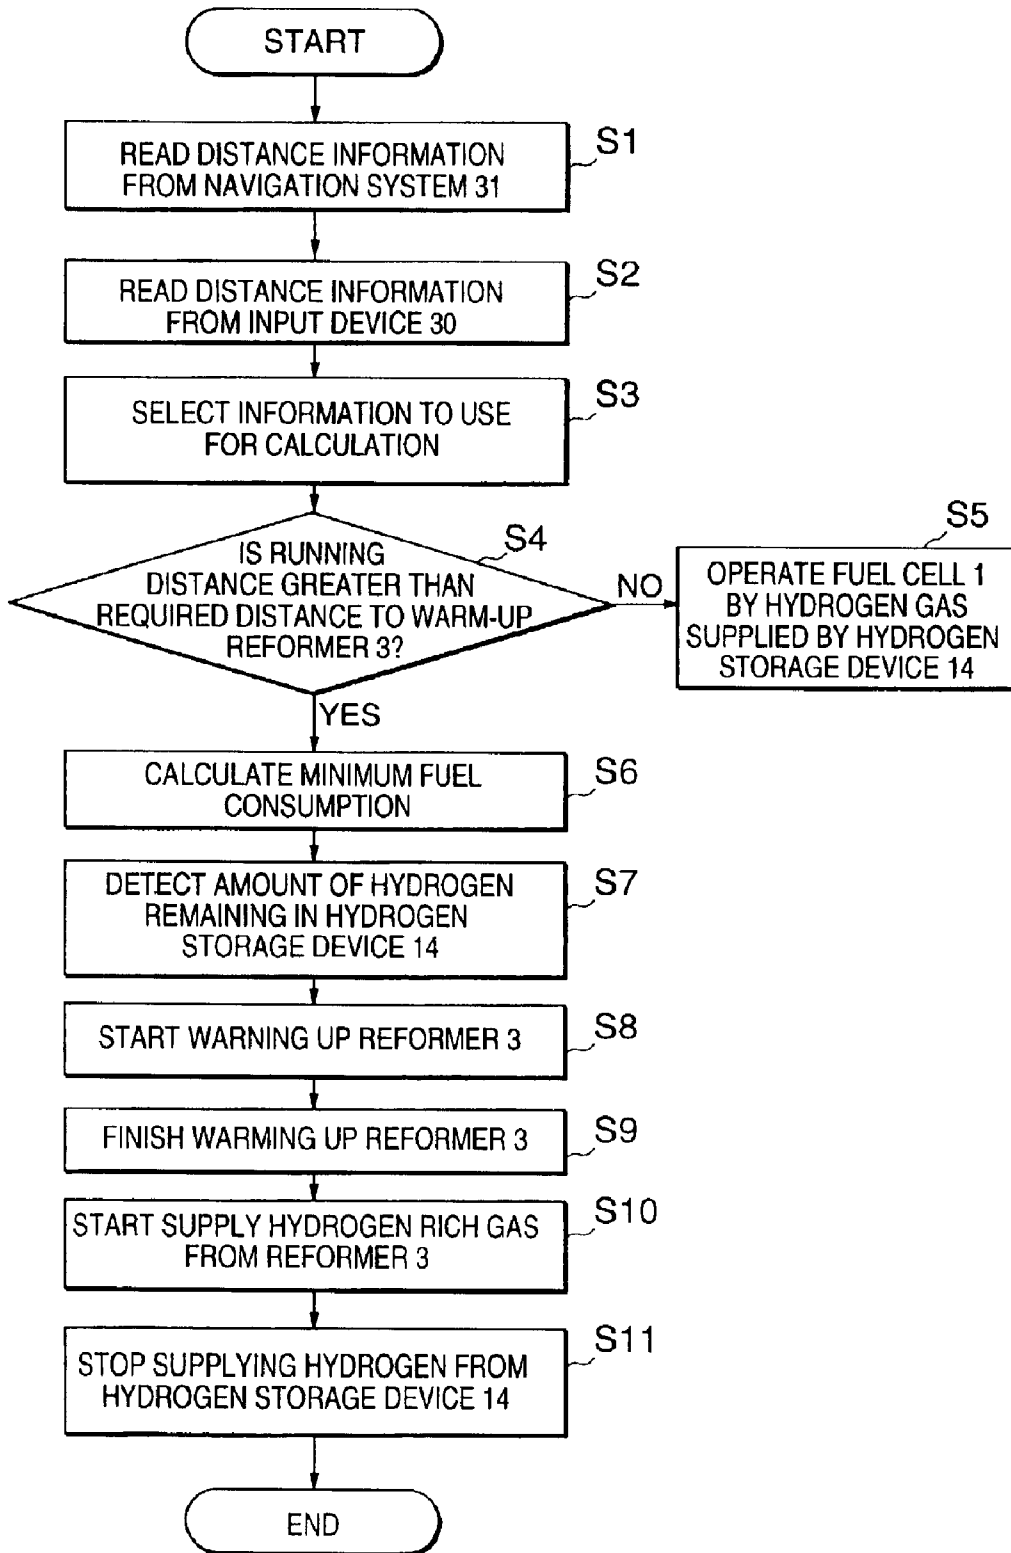 START
READ DISTANCE INFORMATION
FROM NAVIGATION SYSTEM 31
S1
READ DISTANCE INFORMATION
FROM INPUT DEVICE 30
S2
SELECT INFORMATION TO USE
FOR CALCULATION
S3
IS RUNNING
DISTANCE GREATER THAN
REQUIRED DISTANCE TO WARM-UP
REFORMER 3?
S4
NO
S5
OPERATE FUEL CELL 1
BY HYDROGEN GAS
SUPPLIED BY HYDROGEN
STORAGE DEVICE 14
YES
CALCULATE MINIMUM FUEL
CONSUMPTION
S6
DETECT AMOUNT OF HYDROGEN
REMAINING IN HYDROGEN
STORAGE DEVICE 14
S7
START WARNING UP REFORMER 3
S8
FINISH WARMING UP REFORMER 3
S9
START SUPPLY HYDROGEN RICH GAS
FROM REFORMER 3
S10
STOP SUPPLYING HYDROGEN FROM
HYDROGEN STORAGE DEVICE 14
S11
END